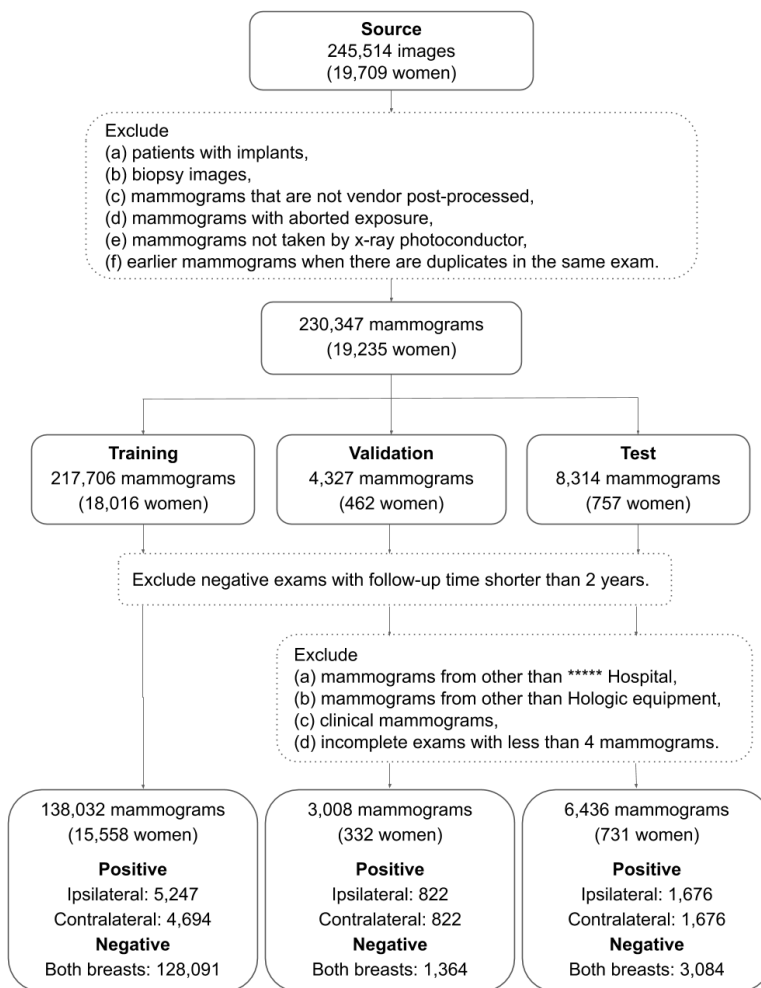 Source
245,514 images
(19,709 women)
Exclude
(a) patients with implants,
(b) biopsy images,
(c) mammograms that are not vendor post-processed,
(d) mammograms with aborted exposure,
(e) mammograms not taken by x-ray photoconductor,
(f) earlier mammograms when there are duplicates in the same exam.
230,347 mammograms
(19,235 women)
Training
217,706 mammograms
(18,016 women)
Validation
4,327 mammograms
(462 women)
Test
8,314 mammograms
(757 women)
Exclude negative exams with follow-up time shorter than 2 years.
Exclude
(a) mammograms from other than ***** Hospital,
(b) mammograms from other than Hologic equipment,
(c) clinical mammograms,
(d) incomplete exams with less than 4 mammograms.
138,032 mammograms
(15,558 women)
Positive
Ipsilateral: 5,247
Contralateral: 4,694
Negative
Both breasts: 128,091
3,008 mammograms
(332 women)
Positive
Ipsilateral: 822
Contralateral: 822
Negative
Both breasts: 1,364
6,436 mammograms
(731 women)
Positive
Ipsilateral: 1,676
Contralateral: 1,676
Negative
Both breasts: 3,084